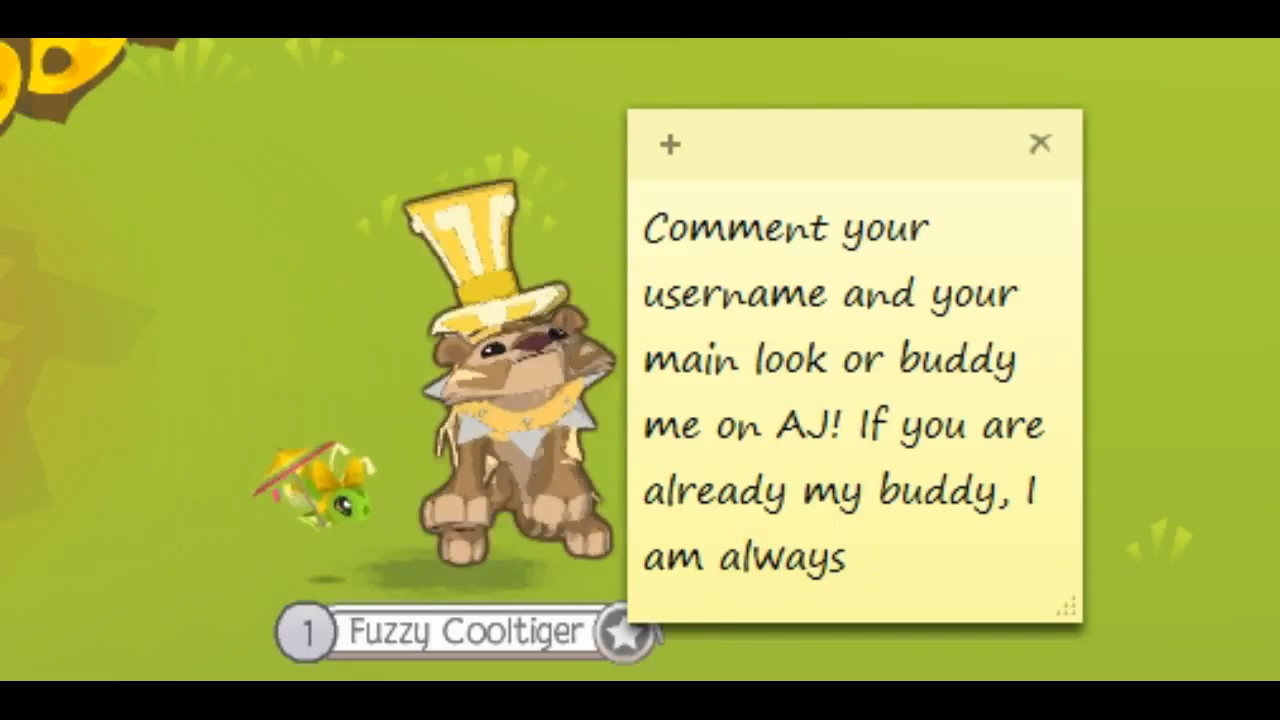 Comment your
username and your
main look or buddy
me on AJ! If you are
already my buddy, I
am always
1 Fuzzy Cooltiger